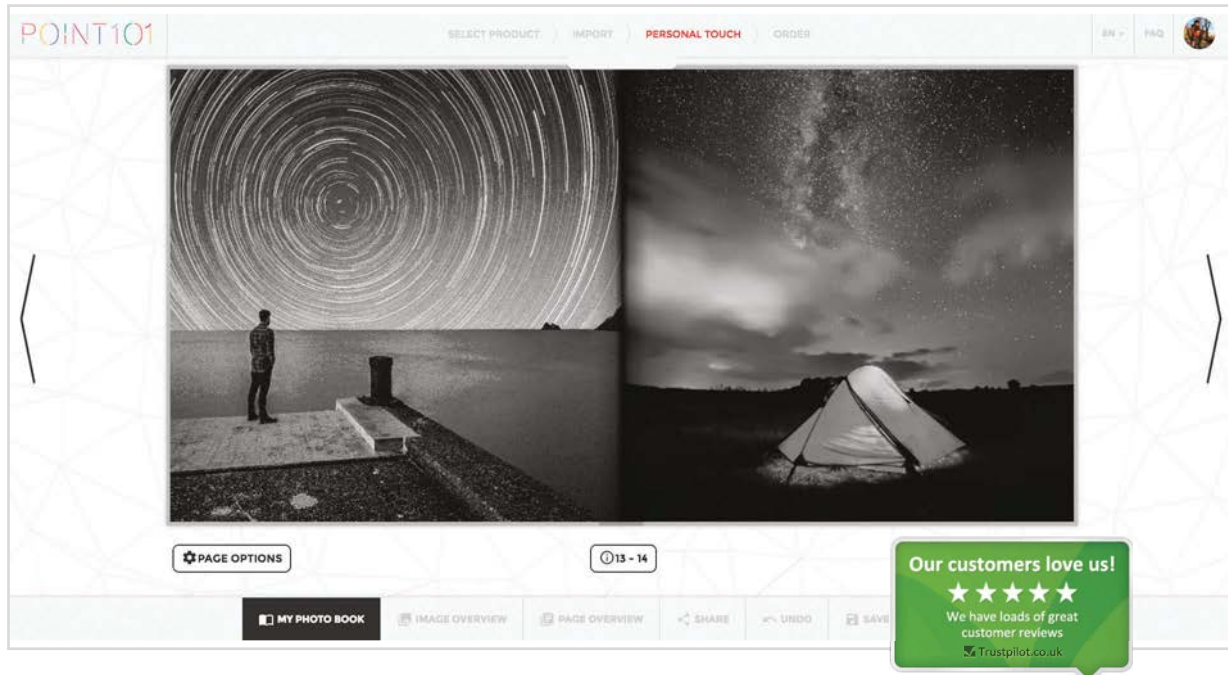 POINT101
SELECT PRODUCT
IMPORT
PERSONAL TOUCH
ORDER
EN
FAQ
PAGE OPTIONS
13 - 14
MY PHOTO BOOK
IMAGE OVERVIEW
PAGE OVERVIEW
SHARE
UNDO
SAVE
Our customers love us!
We have loads of great
customer reviews
Trustpilot.co.uk